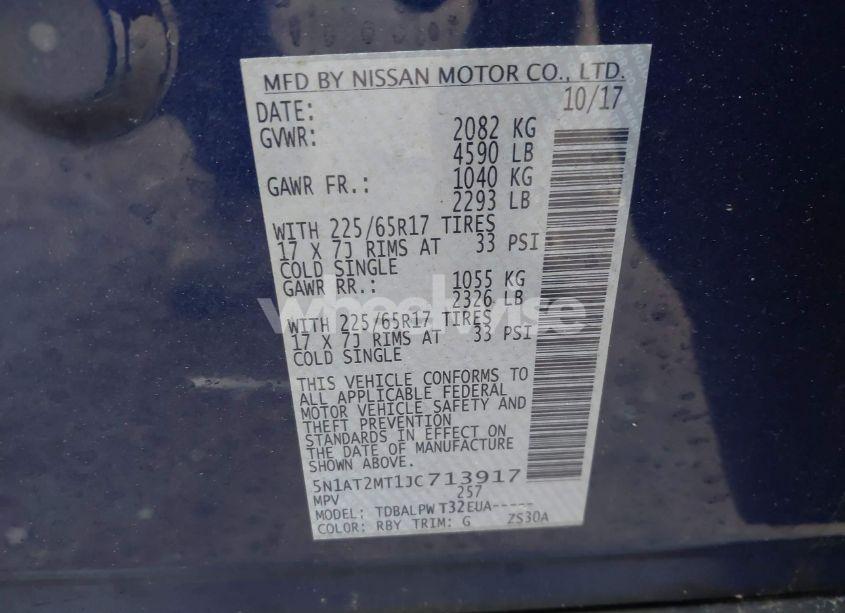 MFD BY NISSAN MOTOR CO., LTD.
DATE: 10/17
GVWR: 2082 KG
4590 LB
GAWR FR.: 1040 KG
2293 LB
WITH 225/65R17 TIRES
17 X 7J RIMS AT 33 PSI
COLD SINGLE
GAWR RR.: 1055 KG
2326 LB
WITH 225/65R17 TIRES
17 X 7J RIMS AT 33 PSI
COLD SINGLE
THIS VEHICLE CONFORMS TO
ALL APPLICABLE FEDERAL
MOTOR VEHICLE SAFETY AND
THEFT PREVENTION
STANDARDS IN EFFECT ON
THE DATE OF MANUFACTURE
SHOWN ABOVE.
5N1AT2MT1JC713917
MPV 257
MODEL: TDBALPW T32EUA-----
COLOR: RBY TRIM: G ZS30A
wheelwise